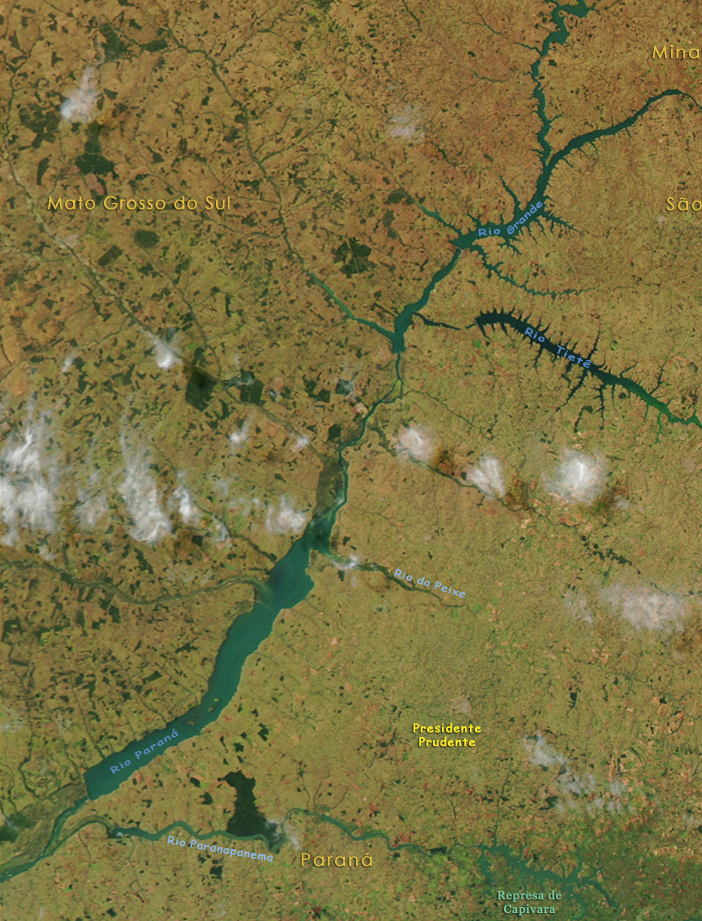 Mina
Mato Grosso do Sul
São
Rio Grande
Rio Tietê
Rio do Peixe
Presidente
Prudente
Rio Paraná
Rio Paranapanema
Paraná
Represa de
Capivara